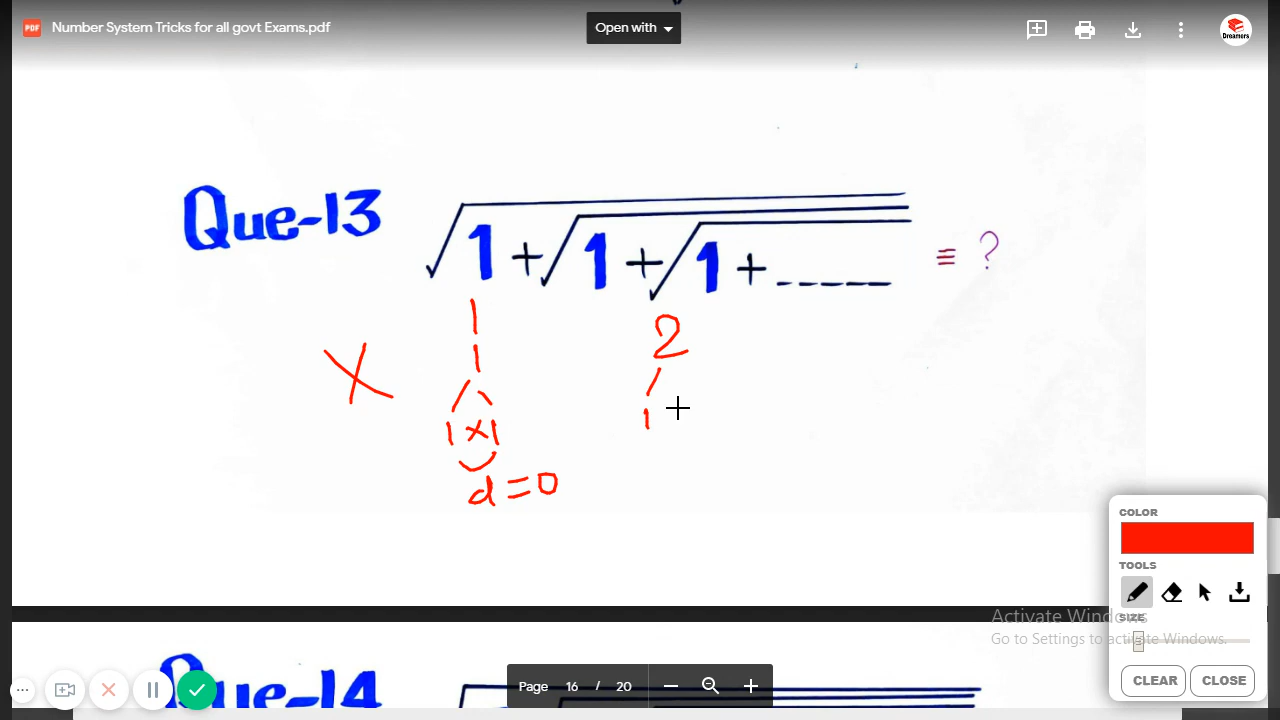 Number System Tricks for all govt Exams.pdf
Open with
Dreamers
Que-13 √1+√1+√1+----- ≡ ?
1 2
1
X
1×1 1
d=0
COLOR
TOOLS
SIZE
Activate Windows
Go to Settings to activate Windows.
CLEAR CLOSE
Que-14
Page 16 / 20